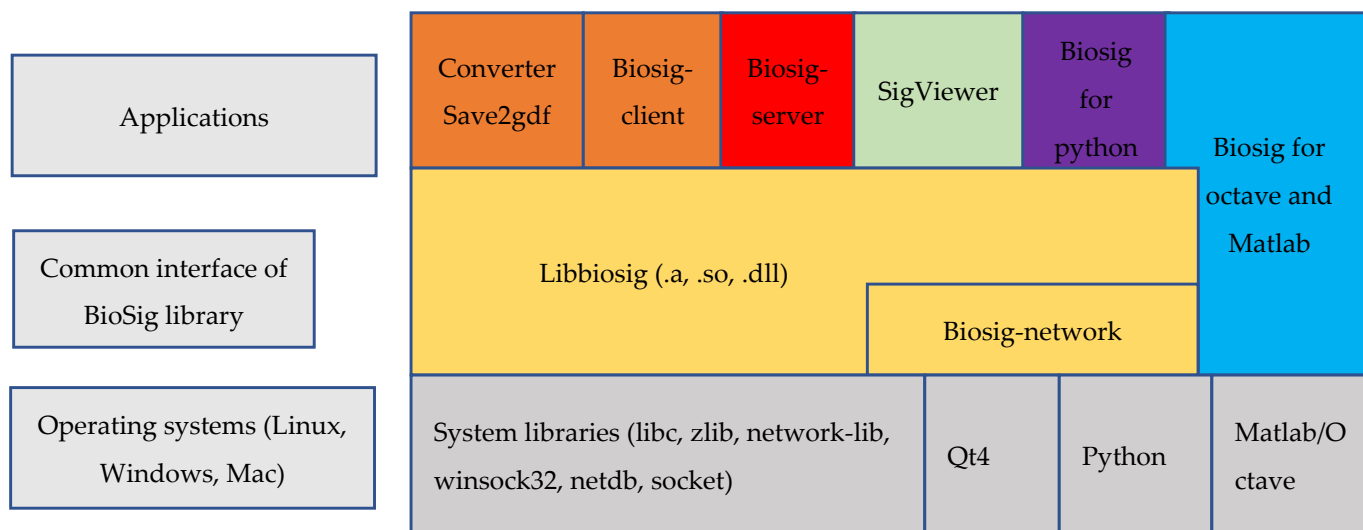 Applications
Converter
Save2gdf
Biosig-
client
Biosig-
server
SigViewer
Biosig
for
python
Biosig for
octave and
Matlab
Common interface of
BioSig library
Libbiosig (.a, .so, .dll)
Biosig-network
Operating systems (Linux,
Windows, Mac)
System libraries (libc, zlib, network-lib,
winsock32, netdb, socket)
Qt4
Python
Matlab/O
ctave